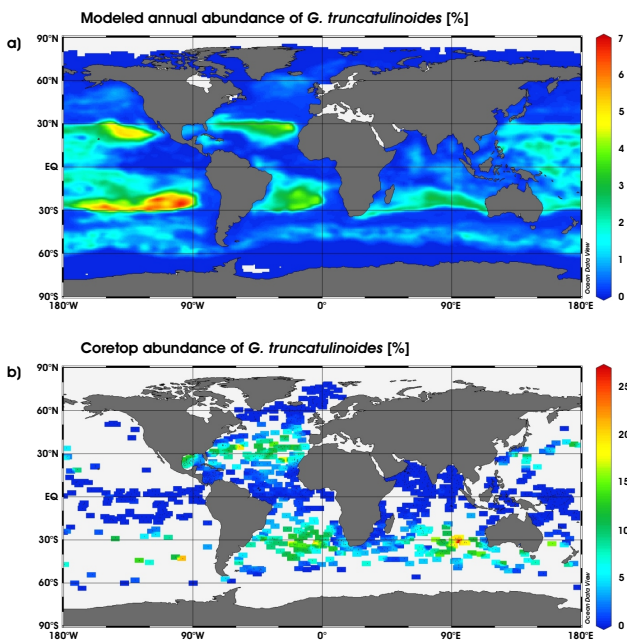 Modeled annual abundance of G. truncatulinoides [%]
a)
90°N
60°N
30°N
EQ
30°S
60°S
90°S
180°W
90°W
0°
90°E
180°E
7
6
5
4
3
2
1
0
Ocean Data View
Coretop abundance of G. truncatulinoides [%]
b)
90°N
60°N
30°N
EQ
30°S
60°S
90°S
180°W
90°W
0°
90°E
180°E
25
20
15
10
5
0
Ocean Data View